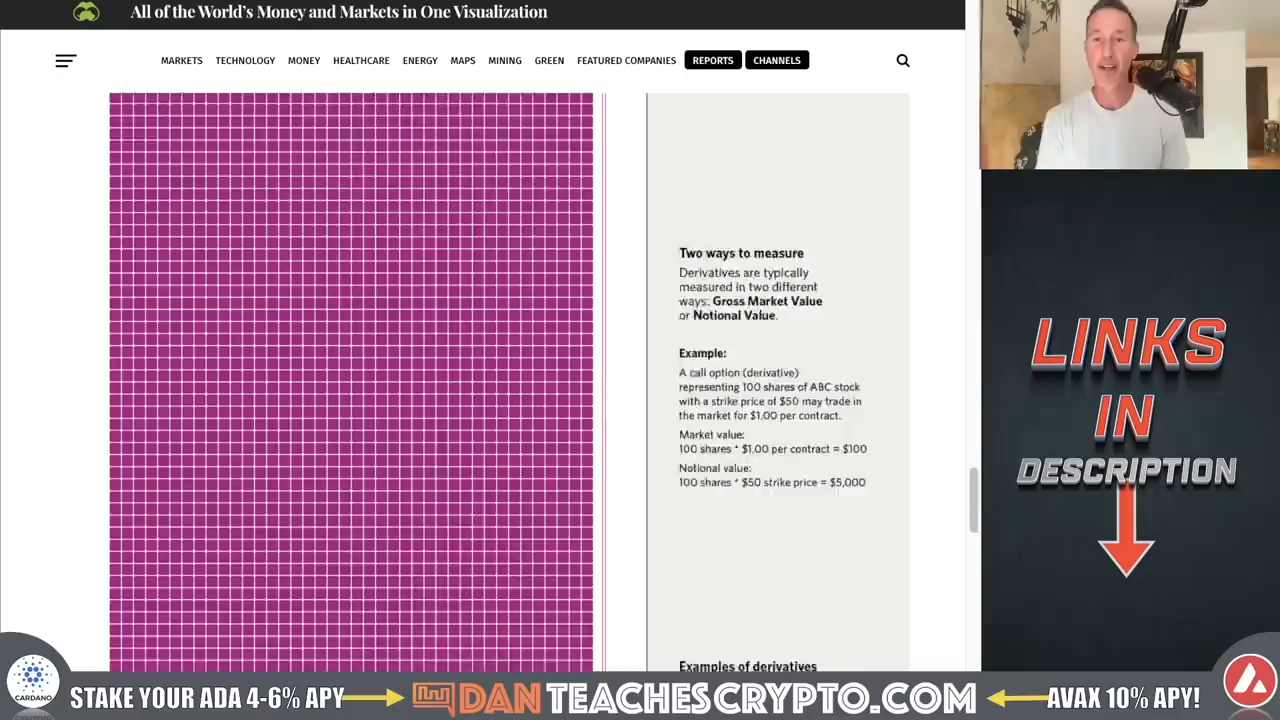 All of the World's Money and Markets in One Visualization
MARKETS TECHNOLOGY MONEY HEALTHCARE ENERGY MAPS MINING GREEN FEATURED COMPANIES REPORTS CHANNELS
Two ways to measure
Derivatives are typically
measured in two different
ways: Gross Market Value
or Notional Value.
Example:
A call option (derivative)
representing 100 shares of ABC stock
with a strike price of $50 may trade in
the market for $1.00 per contract.
Market value:
100 shares * $1.00 per contract = $100
Notional value:
100 shares * $50 strike price = $5,000
Examples of derivatives
LINKS
IN
DESCRIPTION
CARDANO
STAKE YOUR ADA 4-6% APY
DANTEACHESCRYPTO.COM
AVAX 10% APY!